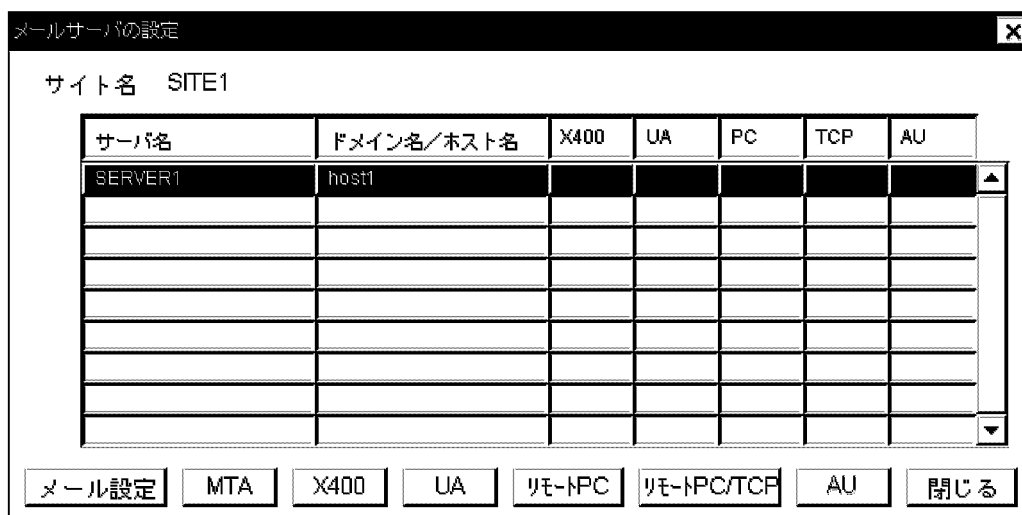 メールサーバの設定
サイト名 SITE1
サーバ名 ドメイン名／ホスト名 X400 UA PC TCP AU
SERVER1 host1
メール設定 MTA X400 UA ﾘﾓｰﾄPC ﾘﾓｰﾄPC/TCP AU 閉じる